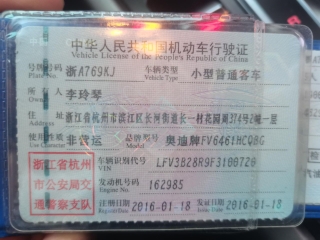 中华人民共和国机动车行驶证
Vehicle License of the People's Republic of China
号牌号码 浙A769KJ 车辆类型 小型普通客车
Plate No. Vehicle Type
所有人 李玲琴
Owner
住址 浙江省杭州市滨江区长河街道长一村花园南374号2幢一里
Address
使用性质 非营运 品牌型号 奥迪牌FV6461HCQBG
Use Character Model
浙江省杭州
市公安局交
通警察支队
车辆识别代号 LFV3B28R9F3100720
VIN
发动机号码 162985
Engine No.
注册日期 2016-01-18 发证日期 2016-01-18
Register Date Issue Date